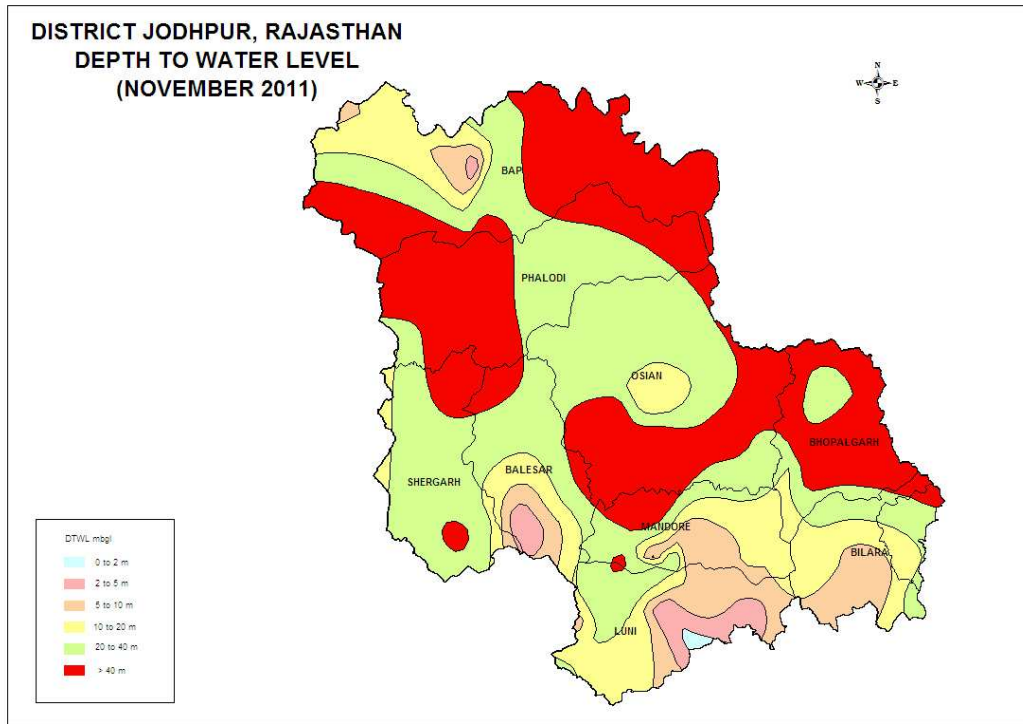 DISTRICT JODHPUR, RAJASTHAN
DEPTH TO WATER LEVEL
(NOVEMBER 2011)
N
W E
S
BAP
PHALODI
OSIAN
BHOPALGARH
BALESAR
SHERGARH
MANDORE
BILARA
LUNI
DTWL mbgl
0 to 2 m
2 to 5 m
5 to 10 m
10 to 20 m
20 to 40 m
> 40 m